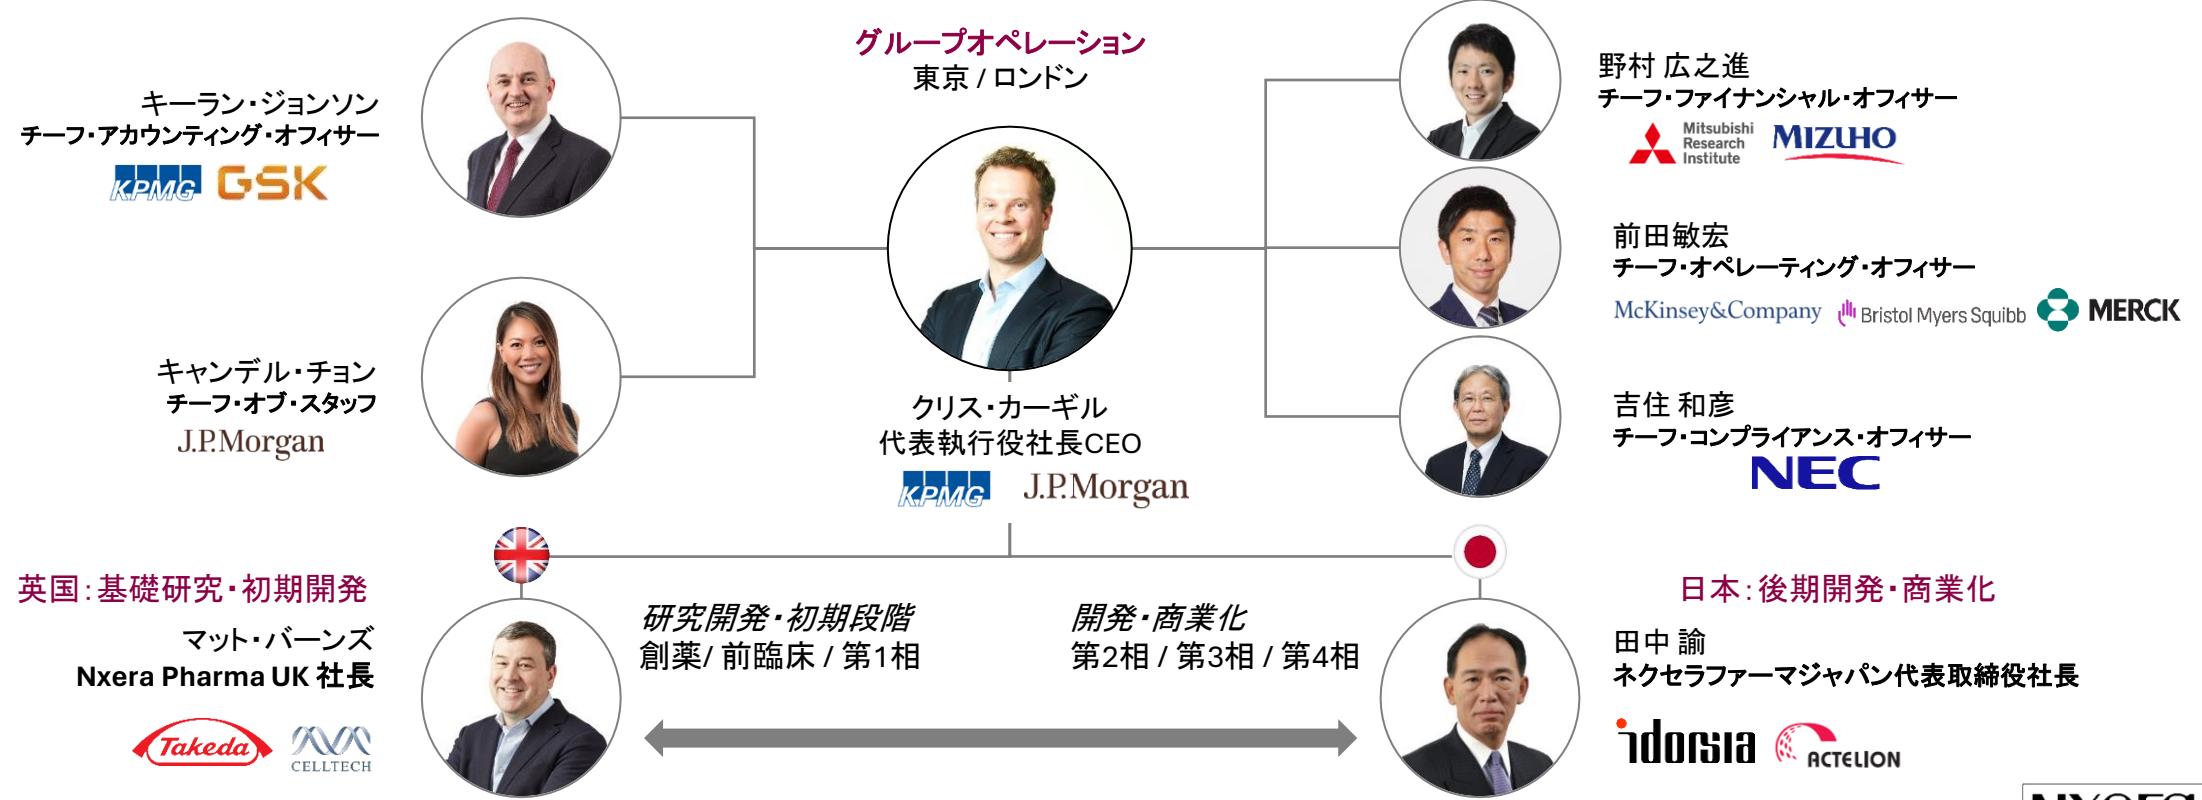 グループオペレーション
東京 / ロンドン
キーラン・ジョンソン
チーフ・アカウンティング・オフィサー
KPMG GSK
キャンデル・チョン
チーフ・オブ・スタッフ
J.P.Morgan
クリス・カーギル
代表執行役社長CEO
KPMG J.P.Morgan
野村 広之進
チーフ・ファイナンシャル・オフィサー
Mitsubishi
Research
Institute
MIZUHO
前田敏宏
チーフ・オペレーティング・オフィサー
McKinsey&Company Bristol Myers Squibb MERCK
吉住 和彦
チーフ・コンプライアンス・オフィサー
NEC
英国：基礎研究・初期開発
マット・バーンズ
Nxera Pharma UK 社長
Takeda CELLTECH
研究開発・初期段階
創薬/ 前臨床 / 第1相
開発・商業化
第2相 / 第3相 / 第4相
日本：後期開発・商業化
田中 諭
ネクセラファーマジャパン代表取締役社長
idorsia ACTELION